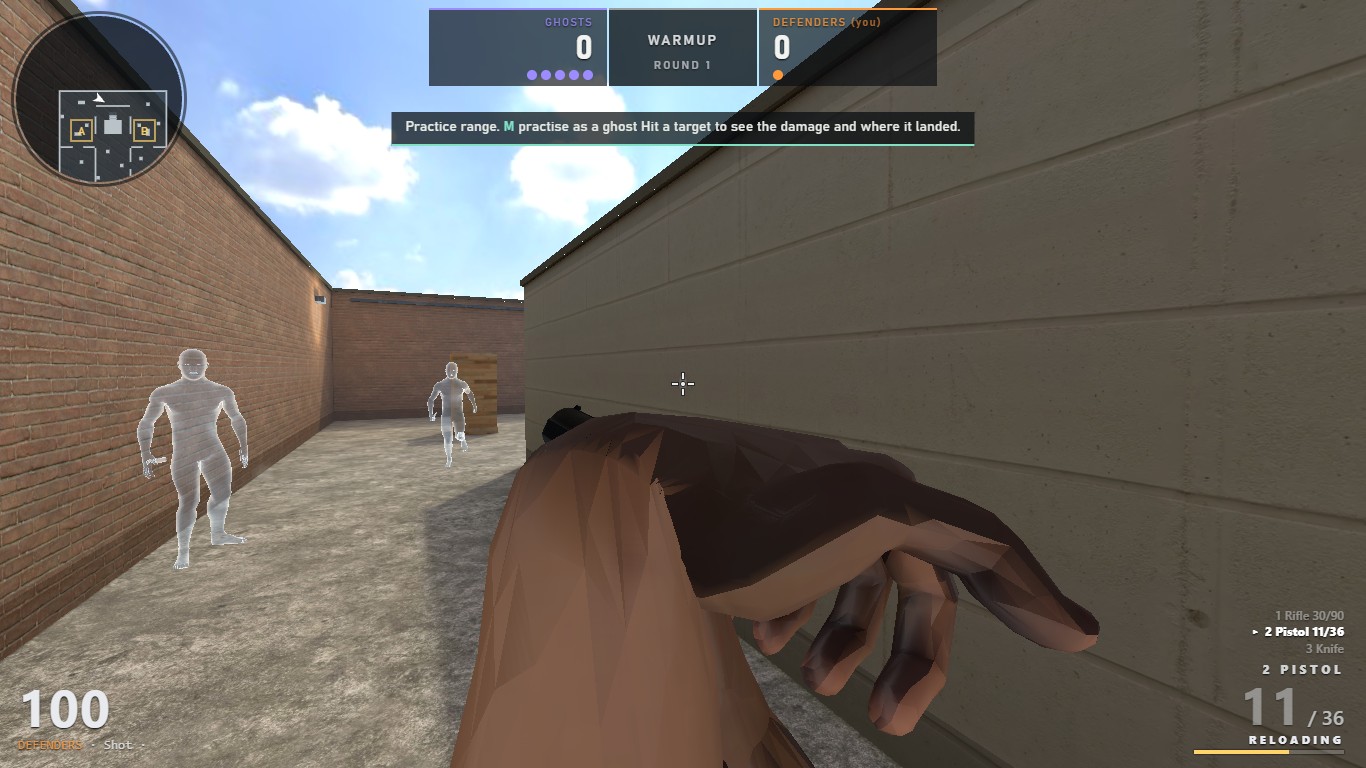 GHOSTS
0
WARMUP
ROUND 1
DEFENDERS (you)
0
A
B
Practice range. M practise as a ghost Hit a target to see the damage and where it landed.
1 Rifle 30/90
▸ 2 Pistol 11/36
3 Knife
2 PISTOL
11 / 36
RELOADING
100
DEFENDERS · Shot ·